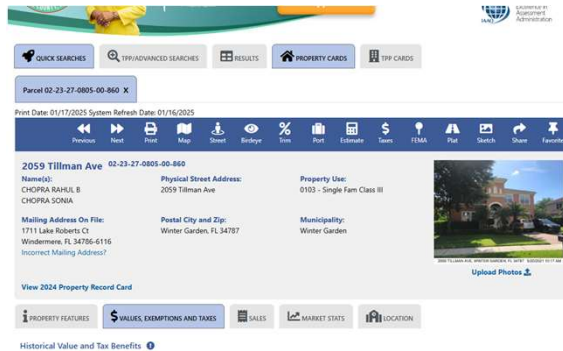 Excellence in
Assessment
Administration
IAAO
QUICK SEARCHES
TPP/ADVANCED SEARCHES
RESULTS
PROPERTY CARDS
TPP CARDS
Parcel 02-23-27-0805-00-860 X
Print Date: 01/17/2025 System Refresh Date: 01/16/2025
Previous Next Print Map Street Birdeye Trim Port Estimate Taxes FEMA Plat Sketch Share Favorite
2059 Tillman Ave 02-23-27-0805-00-860
Name(s): Physical Street Address: Property Use:
CHOPRA RAHUL B 2059 Tillman Ave 0103 - Single Fam Class III
CHOPRA SONIA
Mailing Address On File: Postal City and Zip: Municipality:
1711 Lake Roberts Ct Winter Garden, FL 34787 Winter Garden
Windermere, FL 34786-6116
Incorrect Mailing Address?
Upload Photos
View 2024 Property Record Card
PROPERTY FEATURES
VALUES, EXEMPTIONS AND TAXES
SALES
MARKET STATS
LOCATION
Historical Value and Tax Benefits